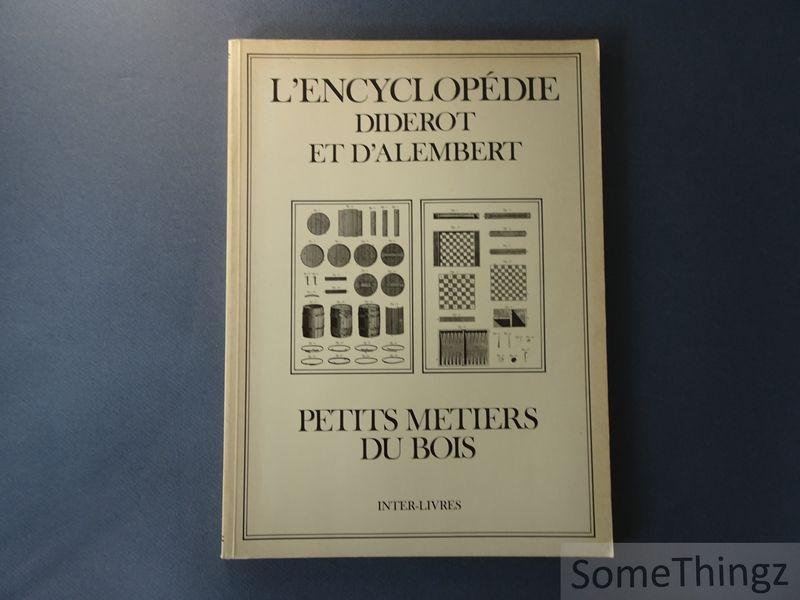 L'ENCYCLOPÉDIE
DIDEROT
ET D'ALEMBERT
PETITS METIERS
DU BOIS
INTER-LIVRES
SomeThingz